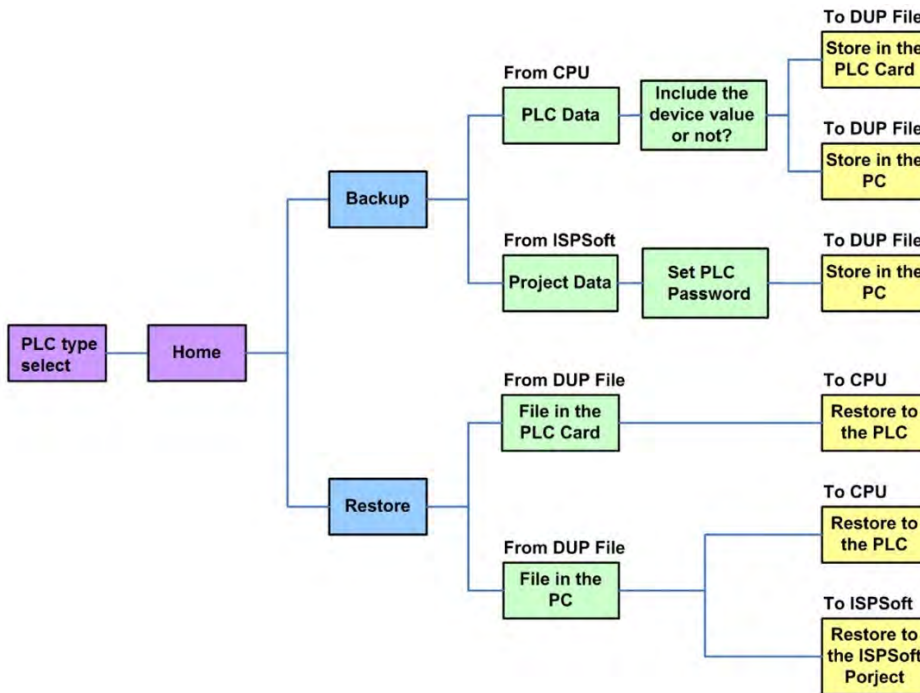 PLC type
select
Home
Backup
From CPU
PLC Data
Include the
device value
or not?
To DUP File
Store in the
PLC Card
To DUP File
Store in the
PC
From ISPSoft
Project Data
Set PLC
Password
To DUP File
Store in the
PC
Restore
From DUP File
File in the
PLC Card
To CPU
Restore to
the PLC
From DUP File
File in the
PC
To CPU
Restore to
the PLC
To ISPSoft
Restore to
the ISPSoft
Porject